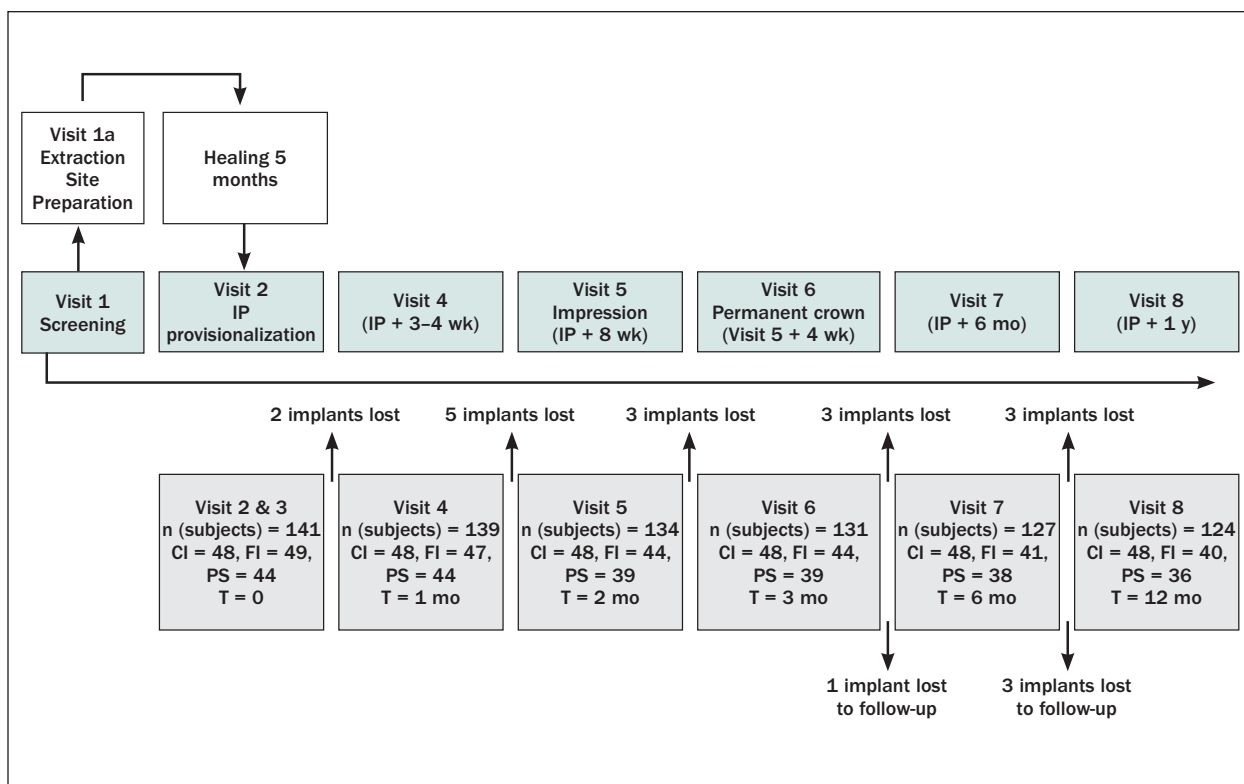 Visit 1a
Extraction
Site
Preparation
Healing 5
months
Visit 1
Screening
Visit 2
IP
provisionalization
Visit 4
(IP + 3–4 wk)
Visit 5
Impression
(IP + 8 wk)
Visit 6
Permanent crown
(Visit 5 + 4 wk)
Visit 7
(IP + 6 mo)
Visit 8
(IP + 1 y)
2 implants lost
5 implants lost
3 implants lost
3 implants lost
3 implants lost
Visit 2 & 3
n (subjects) = 141
CI = 48, FI = 49,
PS = 44
T = 0
Visit 4
n (subjects) = 139
CI = 48, FI = 47,
PS = 44
T = 1 mo
Visit 5
n (subjects) = 134
CI = 48, FI = 44,
PS = 39
T = 2 mo
Visit 6
n (subjects) = 131
CI = 48, FI = 44,
PS = 39
T = 3 mo
Visit 7
n (subjects) = 127
CI = 48, FI = 41,
PS = 38
T = 6 mo
Visit 8
n (subjects) = 124
CI = 48, FI = 40,
PS = 36
T = 12 mo
1 implant lost
to follow-up
3 implants lost
to follow-up